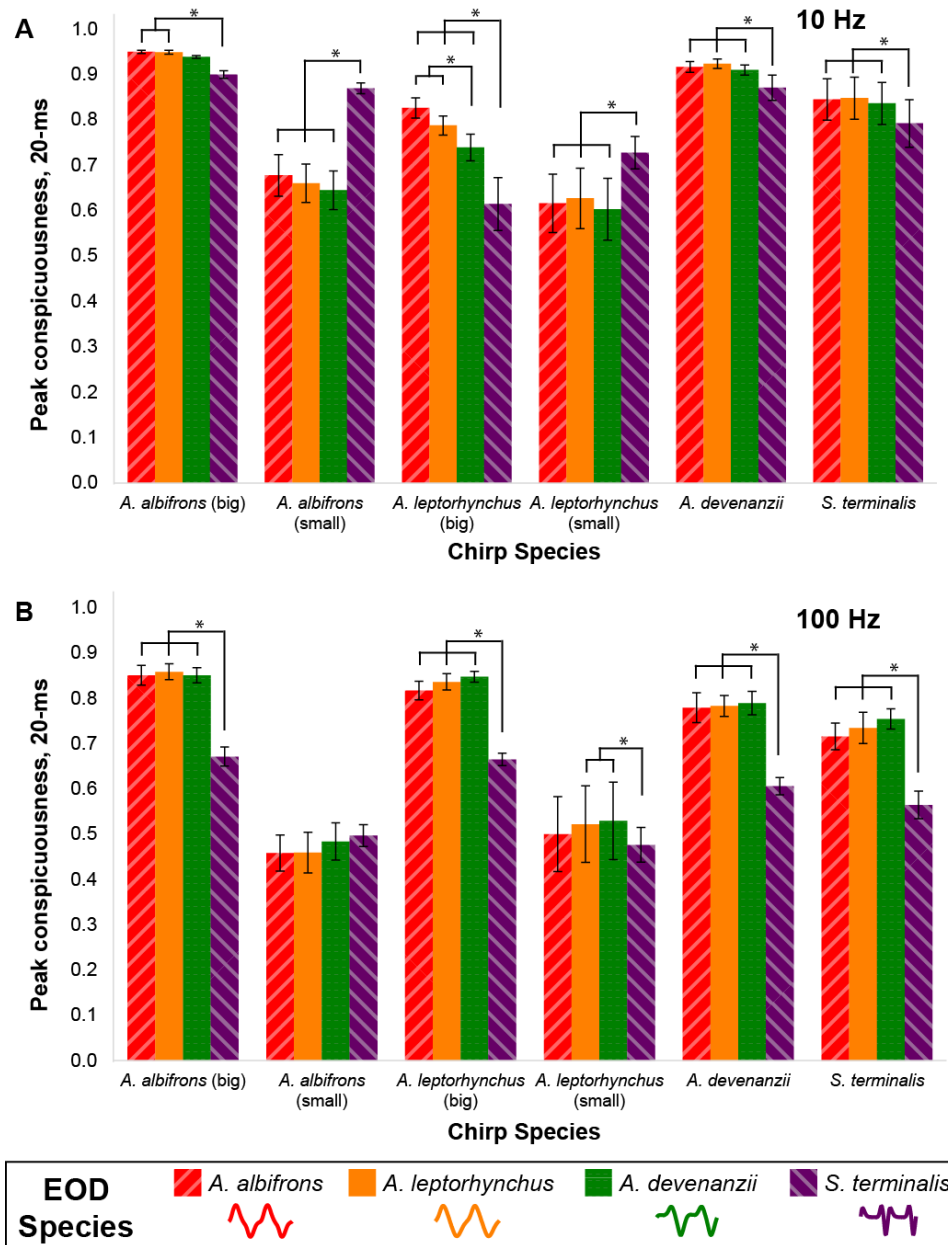 A
10 Hz
Peak conspicuousness, 20-ms
1.0
0.9
0.8
0.7
0.6
0.5
0.4
0.3
0.2
0.1
0.0
*
*
*
*
*
*
*
A. albifrons (big)
A. albifrons
(small)
A. leptorhynchus
(big)
A. leptorhynchus
(small)
A. devenanzii
S. terminalis
Chirp Species
B
100 Hz
Peak conspicuousness, 20-ms
1.0
0.9
0.8
0.7
0.6
0.5
0.4
0.3
0.2
0.1
0.0
*
*
*
*
*
A. albifrons (big)
A. albifrons
(small)
A. leptorhynchus
(big)
A. leptorhynchus
(small)
A. devenanzii
S. terminalis
Chirp Species
EOD
Species
A. albifrons
A. leptorhynchus
A. devenanzii
S. terminalis